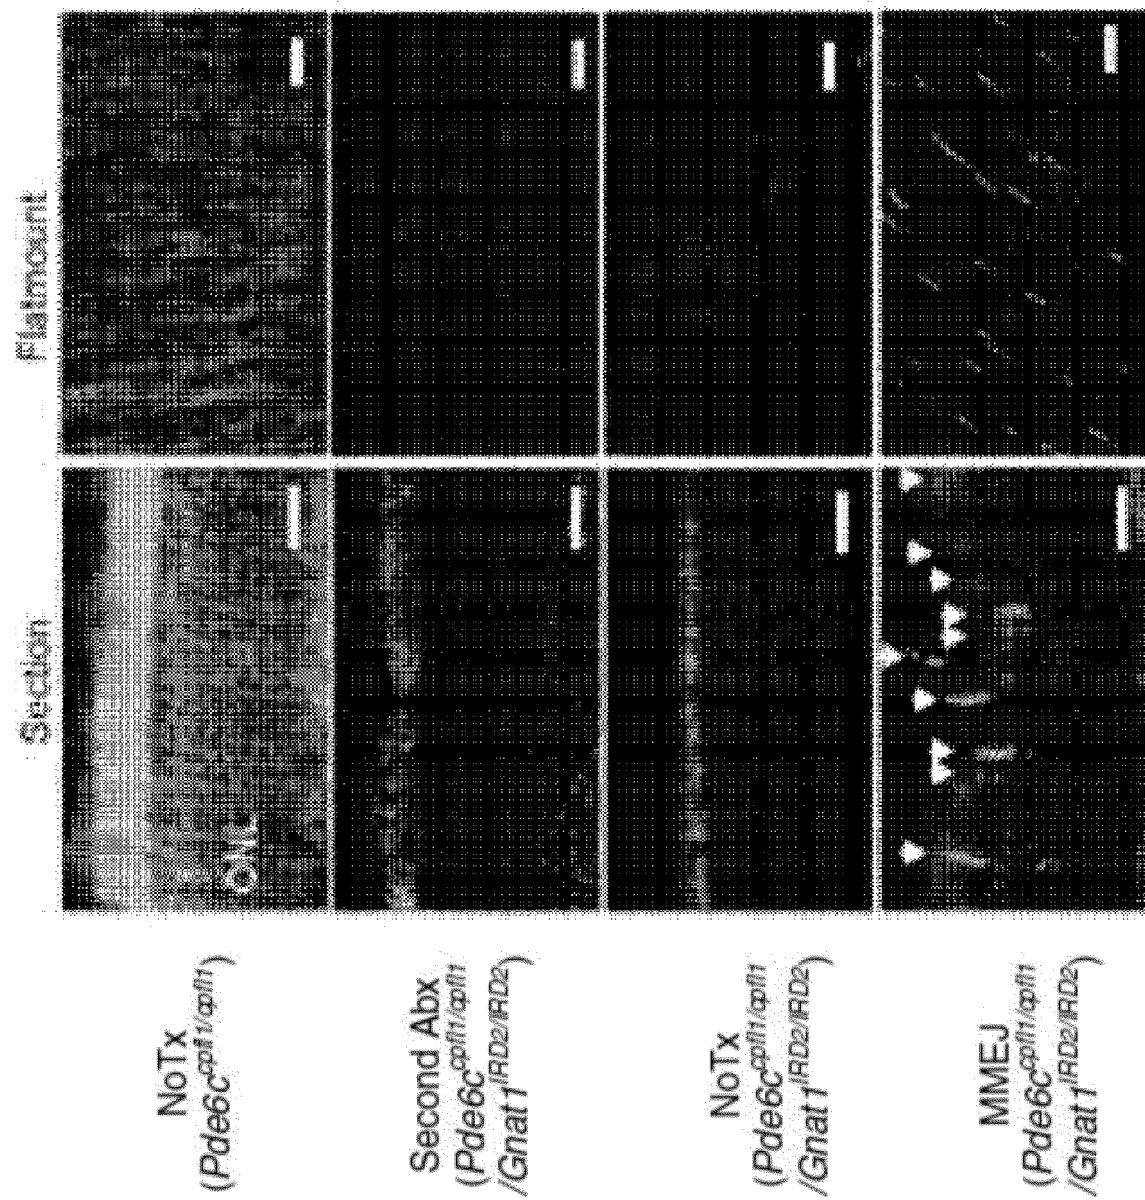 Section
Flatmount
NoTx
(Pde6c^cpfl1/cpfl1)
ONL
Second Abx
(Pde6c^cpfl1/cpfl1
/Gnat1^IRD2/IRD2)
NoTx
(Pde6c^cpfl1/cpfl1
/Gnat1^IRD2/IRD2)
MMEJ
(Pde6c^cpfl1/cpfl1
/Gnat1^IRD2/IRD2)